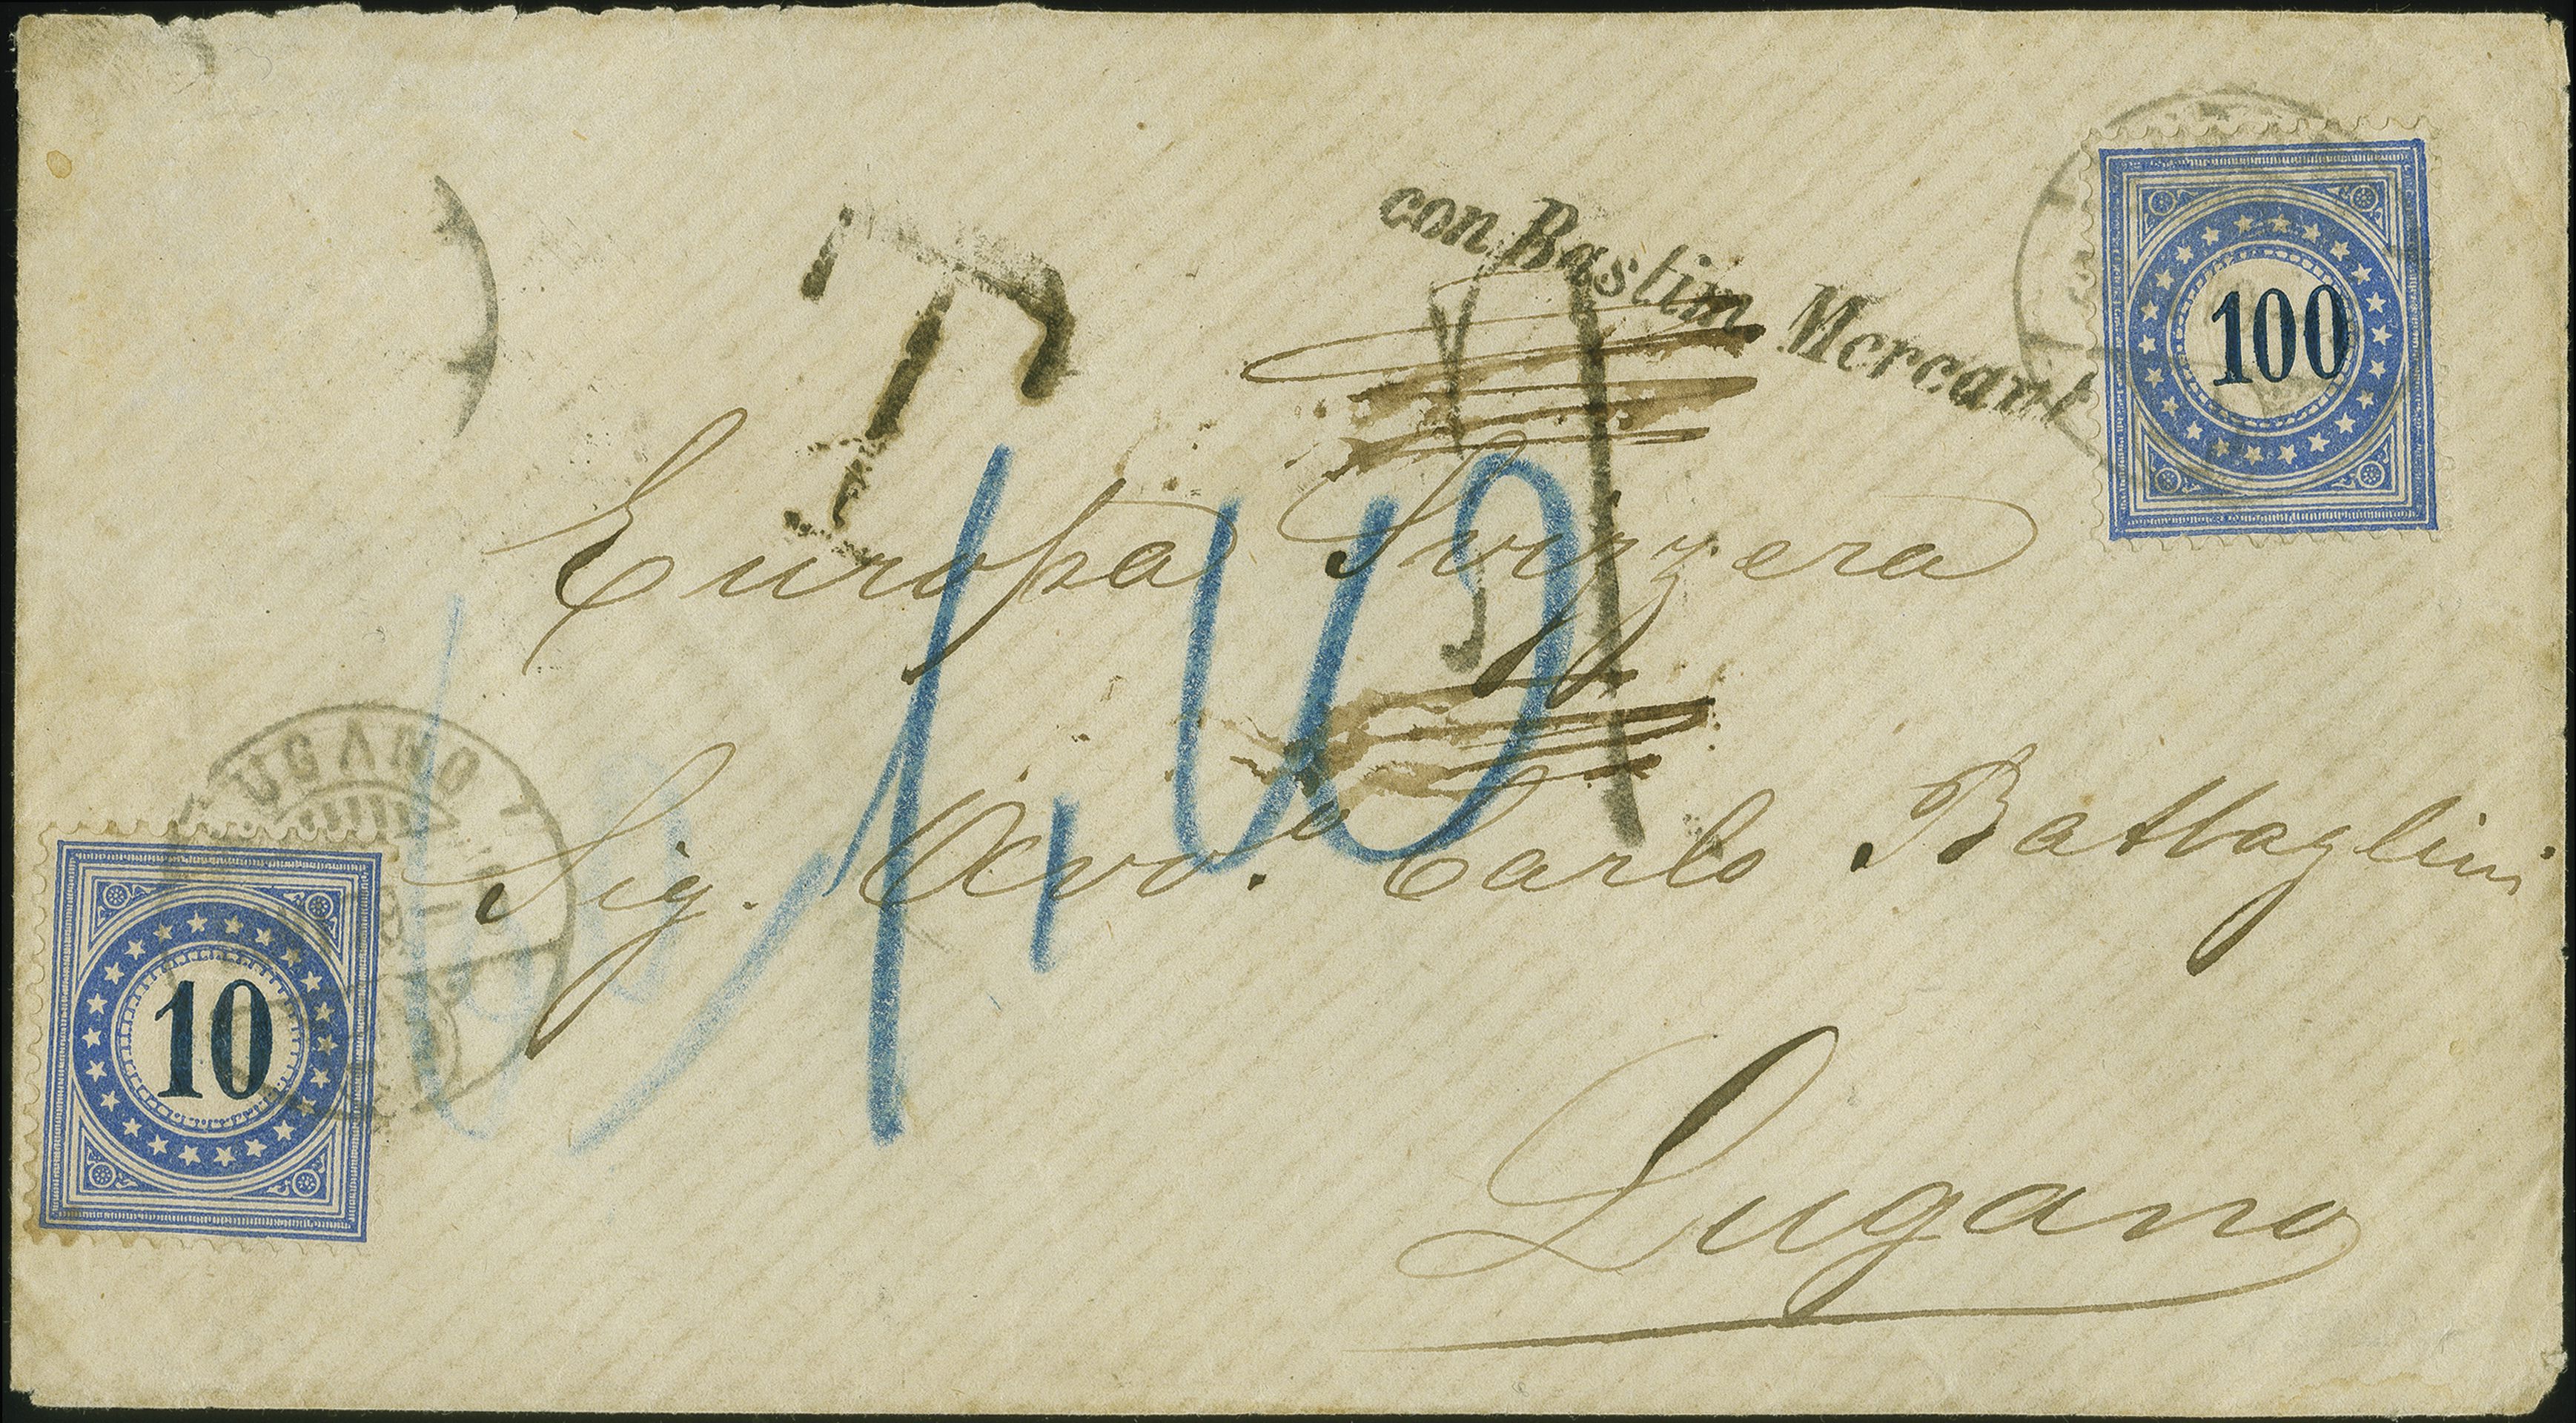 con Bastim Mercant
100
T
Europa Svizzera
1,10
UGANO
Sig. Avv.o Carlo Battaglini
10
Lugano